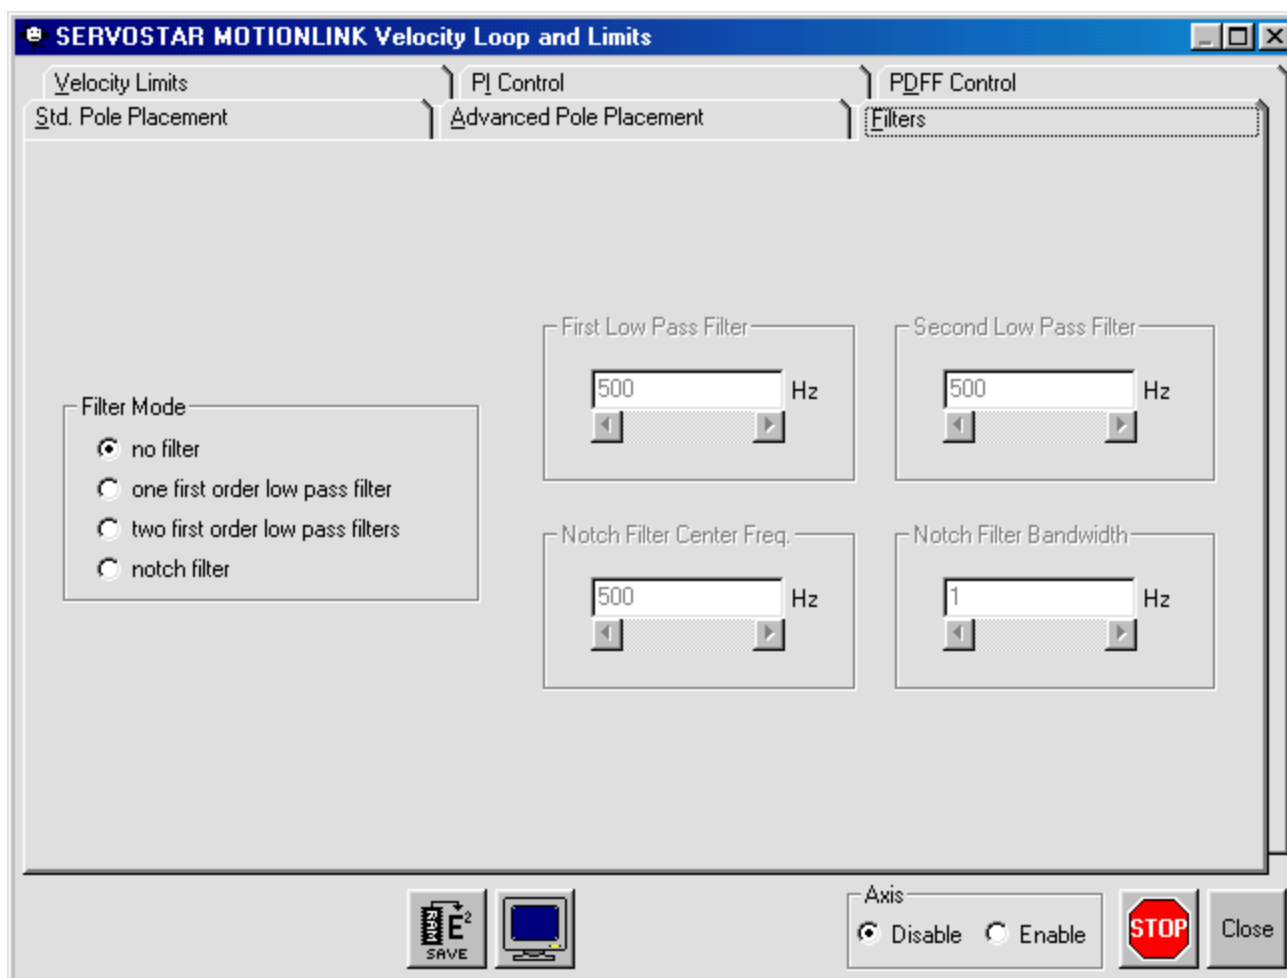 SERVOSTAR MOTIONLINK Velocity Loop and Limits
Velocity Limits
PI Control
PDFF Control
Std. Pole Placement
Advanced Pole Placement
Filters
Filter Mode
no filter
one first order low pass filter
two first order low pass filters
notch filter
First Low Pass Filter
500 Hz
Second Low Pass Filter
500 Hz
Notch Filter Center Freq.
500 Hz
Notch Filter Bandwidth
1 Hz
RAM
E²
SAVE
Axis
Disable
Enable
STOP
Close